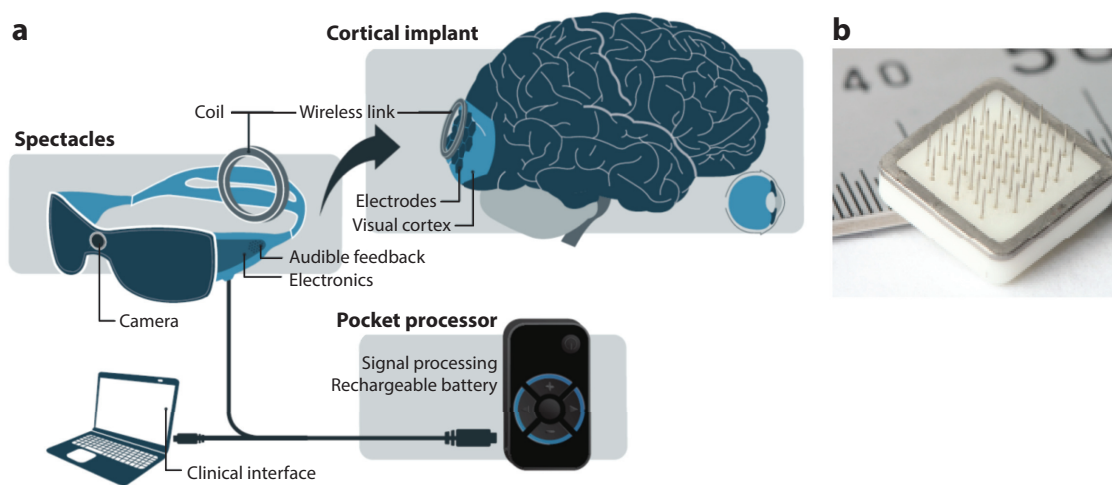 a
Cortical implant
Coil
Wireless link
Spectacles
Electrodes
Visual cortex
Audible feedback
Electronics
Camera
Pocket processor
Signal processing
Rechargeable battery
Clinical interface
b
40